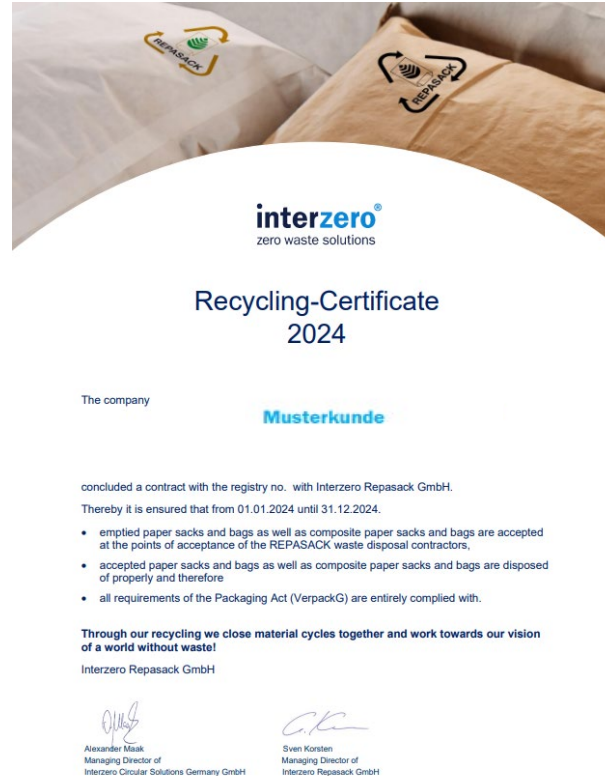 REPASACK
REPASACK
interzero®
zero waste solutions
Recycling-Certificate
2024
The company
Musterkunde
concluded a contract with the registry no.  with Interzero Repasack GmbH.
Thereby it is ensured that from 01.01.2024 until 31.12.2024.
• emptied paper sacks and bags as well as composite paper sacks and bags are accepted
at the points of acceptance of the REPASACK waste disposal contractors,
• accepted paper sacks and bags as well as composite paper sacks and bags are disposed
of properly and therefore
• all requirements of the Packaging Act (VerpackG) are entirely complied with.
Through our recycling we close material cycles together and work towards our vision
of a world without waste!
Interzero Repasack GmbH
Alexander Maak
Managing Director of
Interzero Circular Solutions Germany GmbH
Sven Korsten
Managing Director of
Interzero Repasack GmbH